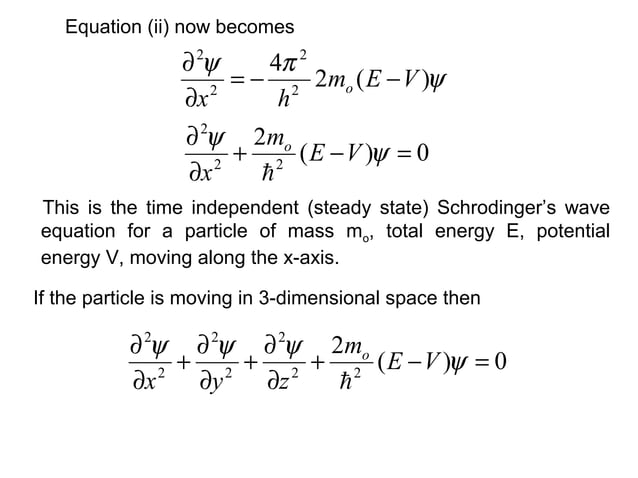 Equation (ii) now becomes
∂²ψ/∂x² = − 4π²/h² 2mₒ(E − V)ψ
∂²ψ/∂x² + 2mₒ/ħ² (E − V)ψ = 0
This is the time independent (steady state) Schrodinger’s wave
equation for a particle of mass mₒ, total energy E, potential
energy V, moving along the x-axis.
If the particle is moving in 3-dimensional space then
∂²ψ/∂x² + ∂²ψ/∂y² + ∂²ψ/∂z² + 2mₒ/ħ² (E − V)ψ = 0